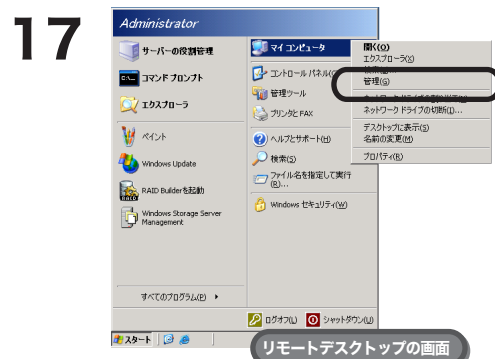 17
Administrator
サーバーの役割管理
コマンド プロンプト
エクスプローラ
ペイント
Windows Update
RAID Builderを起動
Windows Storage Server
Management
すべてのプログラム(P)
マイ コンピュータ
コントロール パネル(C)
管理ツール
プリンタと FAX
ヘルプとサポート(H)
検索(S)
ファイル名を指定して実行
(R)...
Windows セキュリティ(W)
開く(O)
エクスプローラ(X)
管理(G)
ネットワーク ドライブの切断(I)...
デスクトップに表示(S)
名前の変更(M)
プロパティ(R)
ログオフ(L)
シャットダウン(U)
スタート
リモートデスクトップの画面